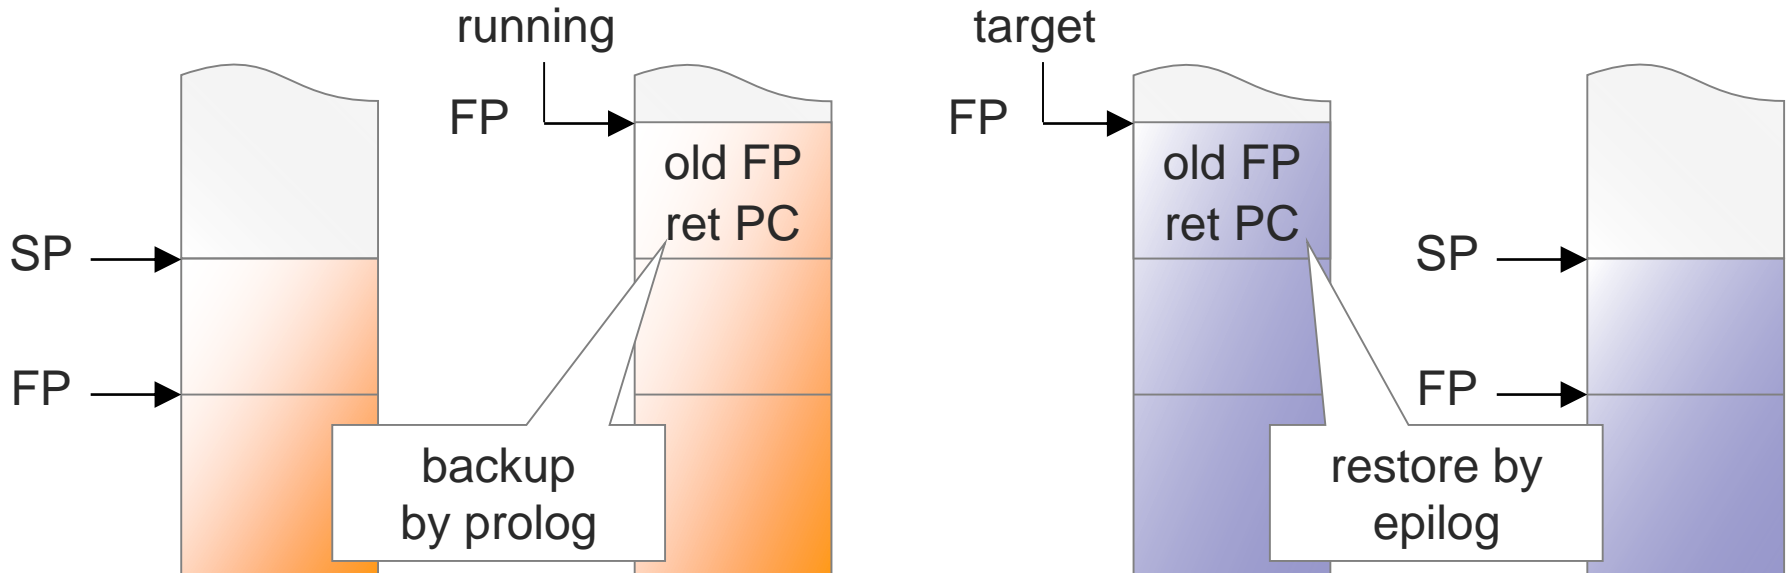 running
target
FP
FP
old FP
ret PC
old FP
ret PC
SP
SP
FP
FP
backup
by prolog
restore by
epilog